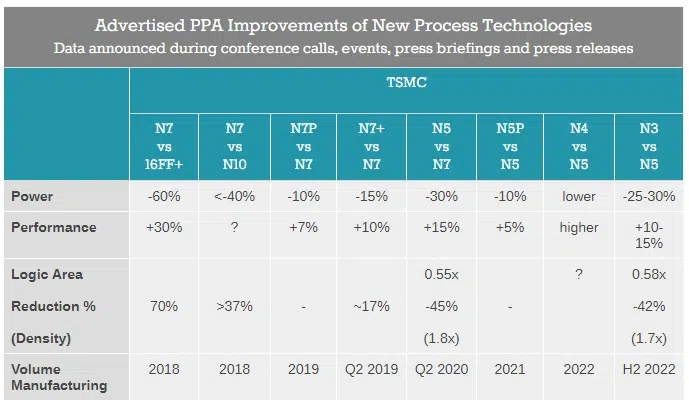 Advertised PPA Improvements of New Process Technologies
Data announced during conference calls, events, press briefings and press releases
TSMC
N7 vs 16FF+ N7 vs N10 N7P vs N7 N7+ vs N7 N5 vs N7 N5P vs N5 N4 vs N5 N3 vs N5
Power -60% <-40% -10% -15% -30% -10% lower -25-30%
Performance +30% ? +7% +10% +15% +5% higher +10-15%
Logic Area 0.55x ? 0.58x
Reduction % 70% >37% - ~17% -45% - -42%
(Density) (1.8x) (1.7x)
Volume Manufacturing 2018 2018 2019 Q2 2019 Q2 2020 2021 2022 H2 2022